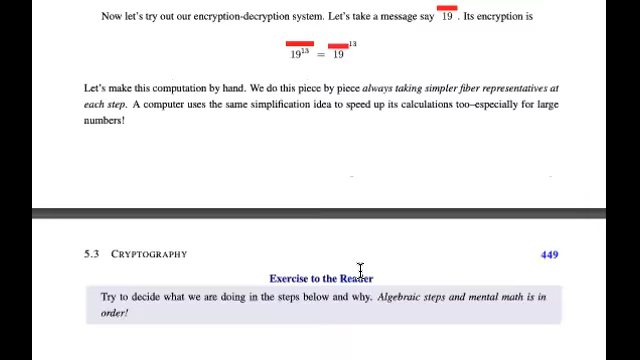 Now let's try out our encryption-decryption system. Let's take a message say 19 . Its encryption is
19¹³ = 19 ¹³
Let's make this computation by hand. We do this piece by piece always taking simpler fiber representatives at
each step. A computer uses the same simplification idea to speed up its calculations too–especially for large
numbers!
5.3 CRYPTOGRAPHY 449
Exercise to the Reader
Try to decide what we are doing in the steps below and why. Algebraic steps and mental math is in
order!